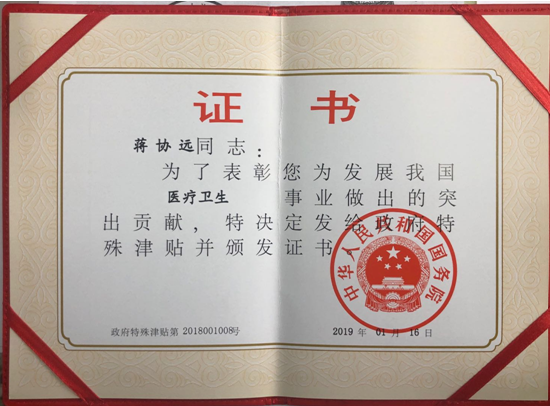 证 书
蒋协远同志：
为了表彰您为发展我国
医疗卫生 事业做出的突
出贡献，特决定发给政府特
殊津贴并颁发证书
中华人民共和国国务院
政府特殊津贴第 2018001008号
2019 年 01 月 16 日